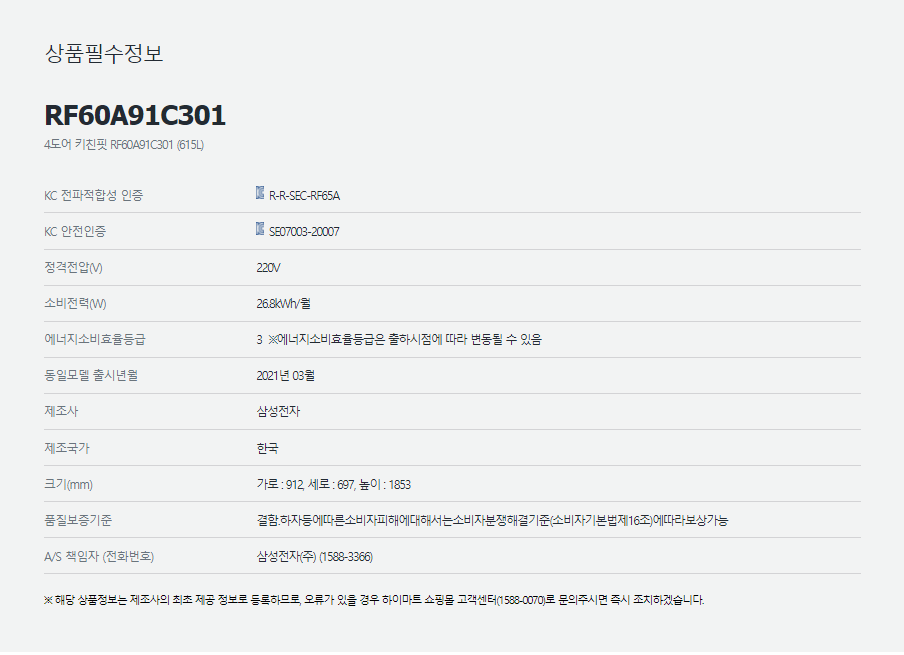 상품필수정보
RF60A91C301
4도어 키친핏 RF60A91C301 (615L)
KC 전파적합성 인증 R-R-SEC-RF65A
KC 안전인증 SE07003-20007
정격전압(V) 220V
소비전력(W) 26.8kWh/월
에너지소비효율등급 3 ※에너지소비효율등급은 출하시점에 따라 변동될 수 있음
동일모델 출시년월 2021년 03월
제조사 삼성전자
제조국가 한국
크기(mm) 가로 : 912, 세로 : 697, 높이 : 1853
품질보증기준 결함.하자등에따른소비자피해에대해서는소비자분쟁해결기준(소비자기본법제16조)에따라보상가능
A/S 책임자 (전화번호) 삼성전자(주) (1588-3366)
※ 해당 상품정보는 제조사의 최초 제공 정보로 등록하므로, 오류가 있을 경우 하이마트 쇼핑몰 고객센터(1588-0070)로 문의주시면 즉시 조치하겠습니다.